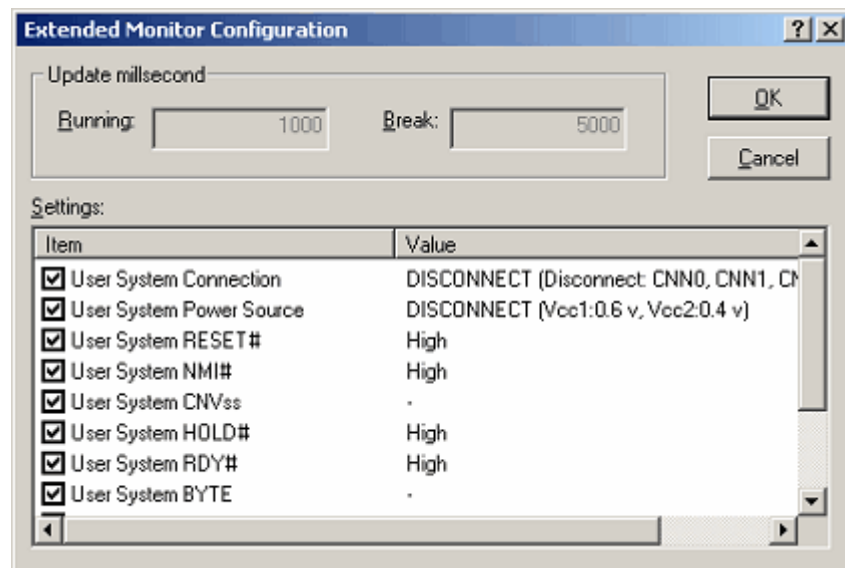 Extended Monitor Configuration
Update millsecond
Running: 1000 Break: 5000
OK
Cancel
Settings:
Item Value
User System Connection DISCONNECT (Disconnect: CNN0, CNN1,
User System Power Source DISCONNECT (Vcc1:0.6 v, Vcc2:0.4 v)
User System RESET# High
User System NMI# High
User System CNVss -
User System HOLD# High
User System RDY# High
User System BYTE -